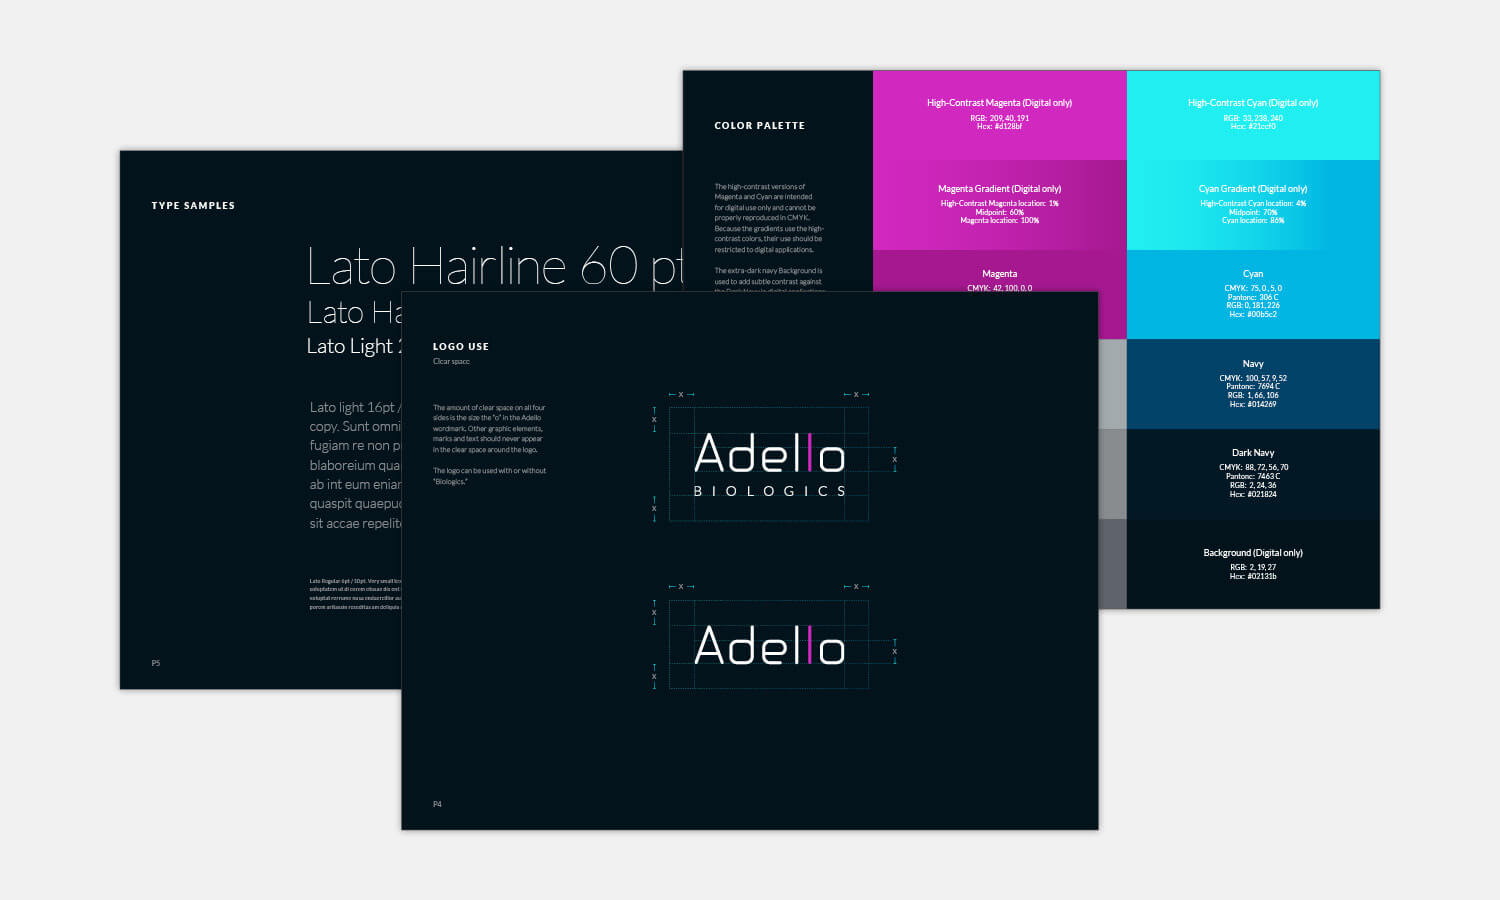 TYPE SAMPLES
Lato Hairline 60 pt
Lato Ha
Lato Light 2
Lato light 16pt /
copy. Sunt omni
fugiam re non p
blaboreium qua
ab int eum eniar
quaspit quaepud
sit accae repelite
P5
COLOR PALETTE
The high-contrast versions of
Magenta and Cyan are intended
for digital use only and cannot be
properly reproduced in CMYK.
Because the gradients use the high-
contrast colors, their use should be
restricted to digital applications.
The extra-dark navy Background is
used to add subtle contrast against
High-Contrast Magenta (Digital only)
RGB: 209, 40, 191
Hex: #d128bf
Magenta Gradient (Digital only)
High-Contrast Magenta location: 1%
Midpoint: 60%
Magenta location: 100%
Magenta
CMYK: 42, 100, 0, 0
High-Contrast Cyan (Digital only)
RGB: 33, 238, 240
Hex:
Cyan Gradient (Digital only)
High-Contrast Cyan location: 4%
Midpoint: 70%
Cyan location: 86%
Cyan
CMYK: 75, 0, 5, 0
Pantone: 306 C
RGB: 0, 181, 226
Hex: #00b5e2
Navy
CMYK: 100, 57, 9, 52
Pantone: 7694 C
RGB: 1, 66, 106
Hex: #014269
Dark Navy
CMYK: 88, 72, 56, 70
Pantone: 7463 C
RGB: 2, 24, 36
Hex: #021824
Background (Digital only)
RGB: 2, 19, 27
Hex: #02131b
LOGO USE
Clear space
The amount of clear space on all four
sides is the size the "o" in the Adello
wordmark. Other graphic elements,
marks and text should never appear
in the clear space around the logo.
The logo can be used with or without
"Biologics."
X X
X
Adello
X
BIOLOGICS
X
X X
X
Adello
X
X
P4